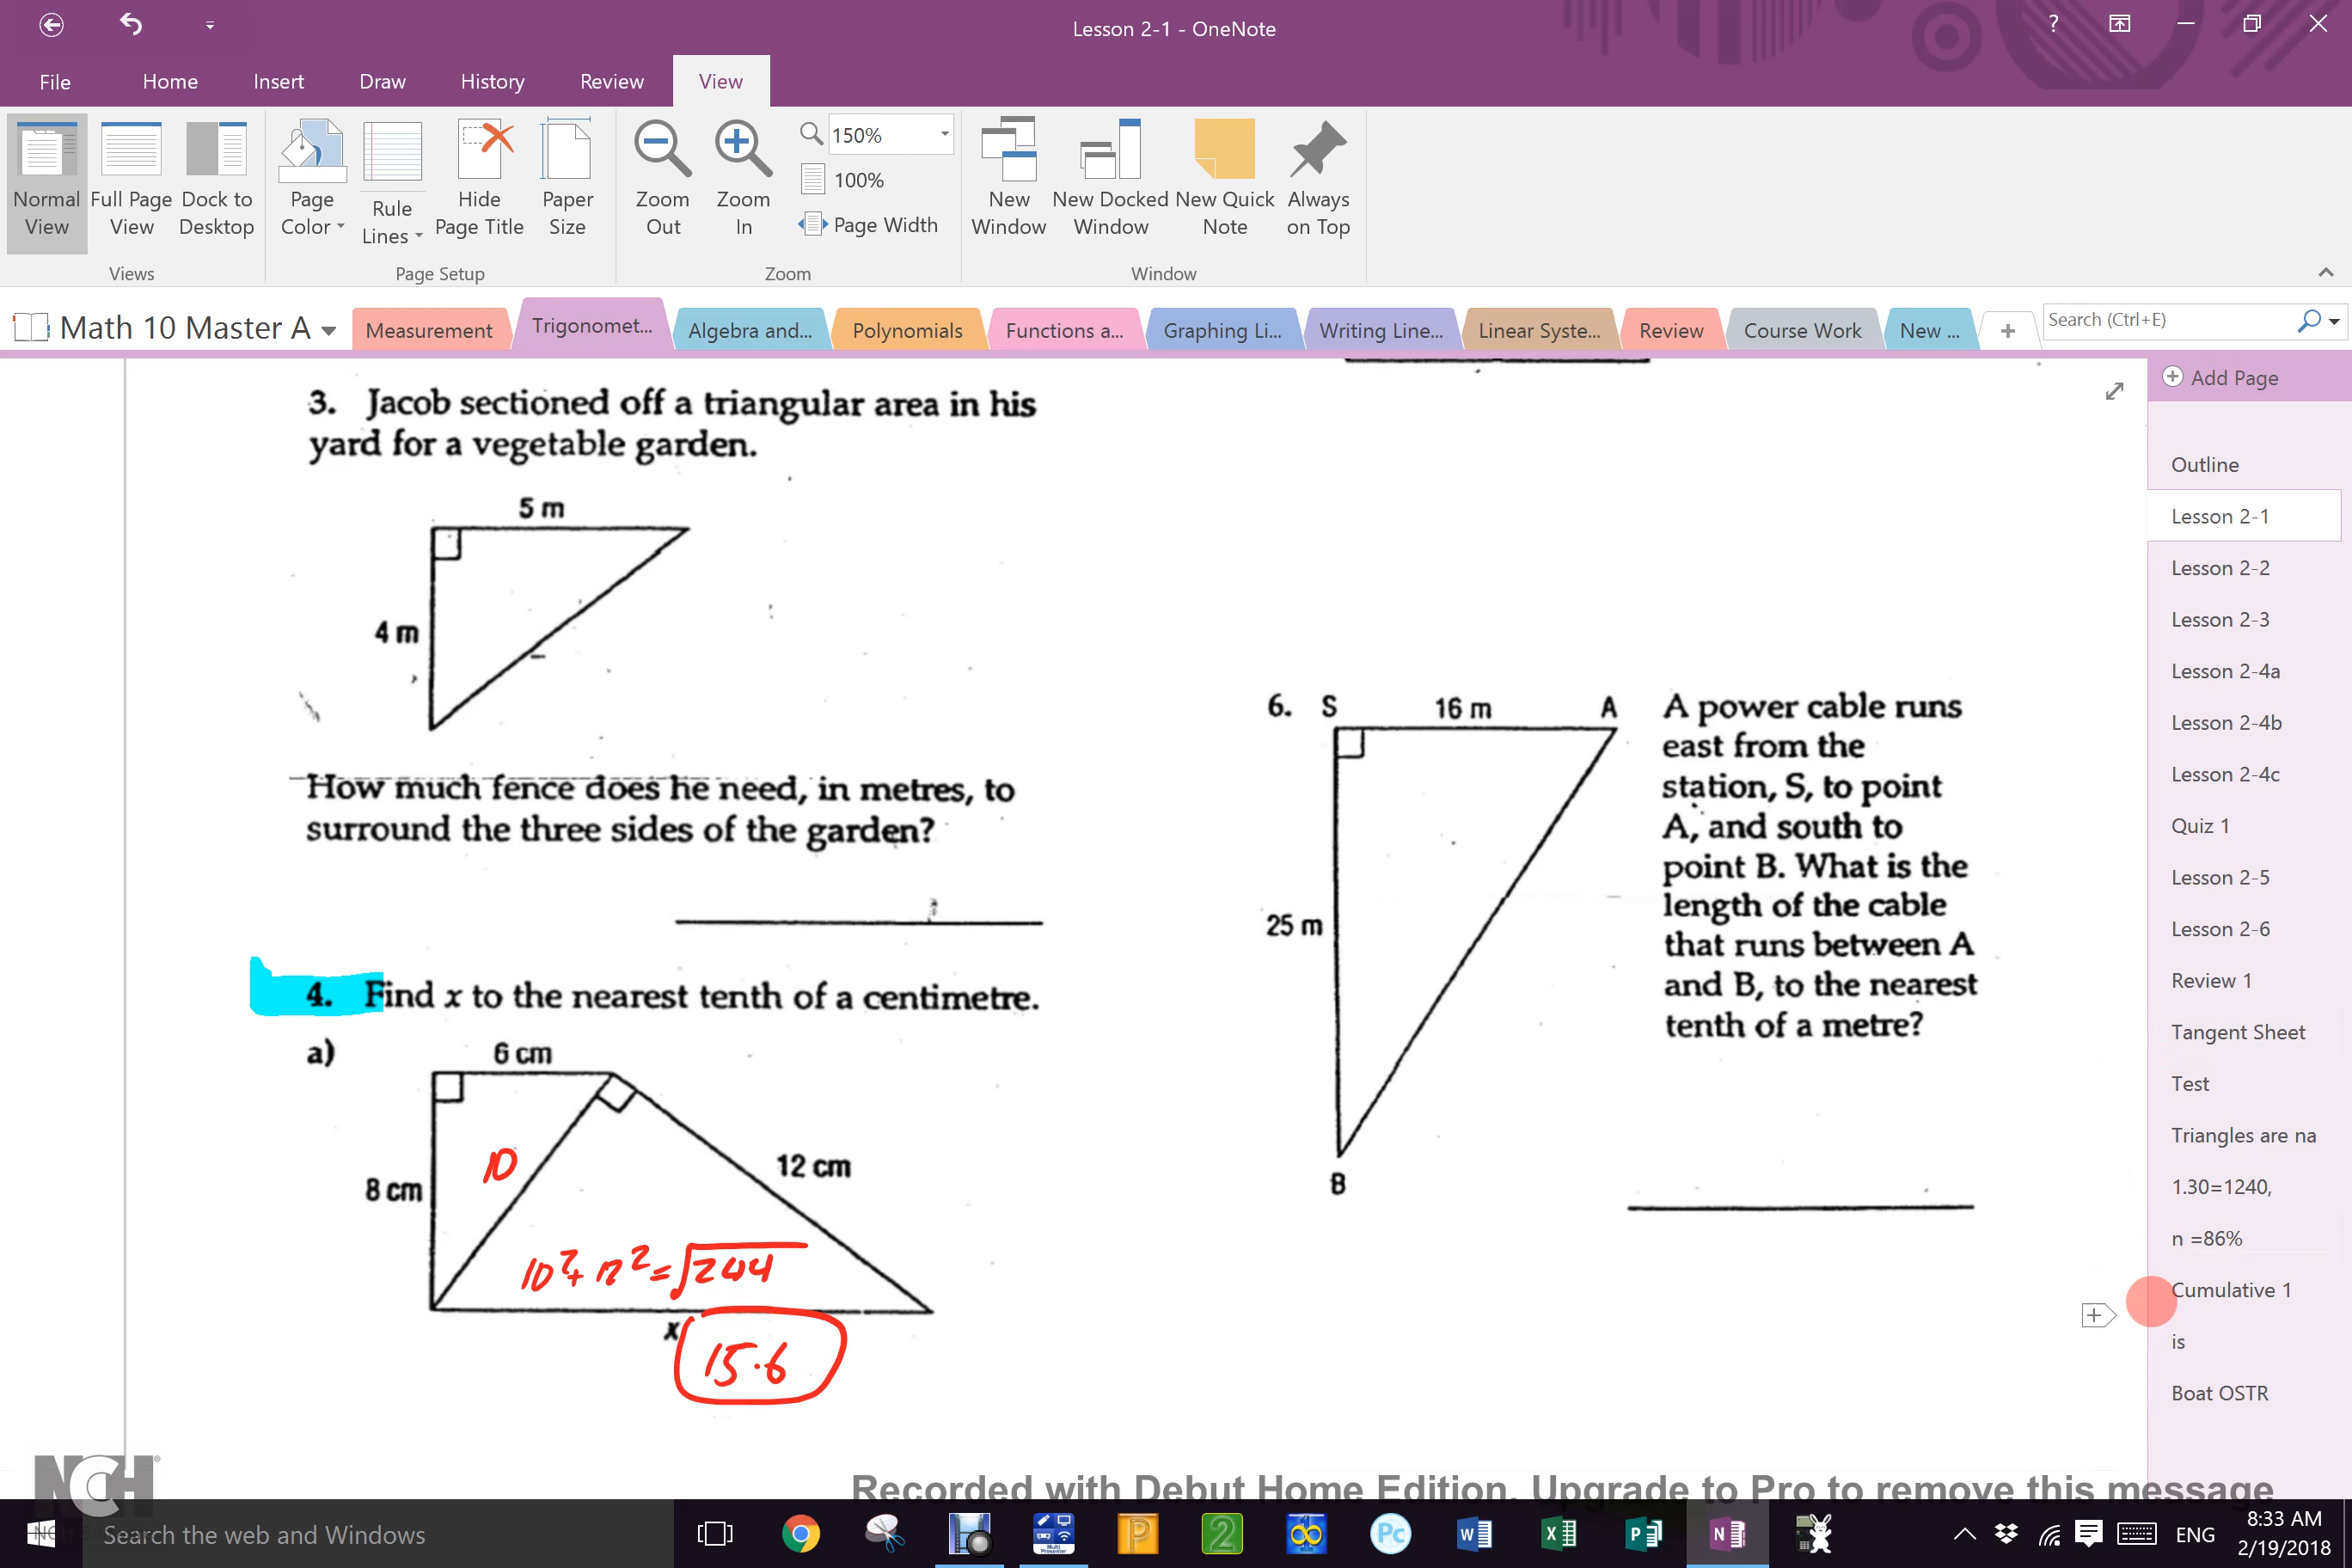 Lesson 2-1 - OneNote
?
File
Home
Insert
Draw
History
Review
View
Normal View
Full Page View
Dock to Desktop
Page Color
Rule Lines
Hide Page Title
Paper Size
Zoom Out
Zoom In
150%
100%
Page Width
New Window
New Docked Window
New Quick Note
Always on Top
Views
Page Setup
Zoom
Window
Math 10 Master A
Measurement
Trigonomet...
Algebra and...
Polynomials
Functions a...
Graphing Li...
Writing Line...
Linear Syste...
Review
Course Work
New ...
+
Search (Ctrl+E)
3. Jacob sectioned off a triangular area in his
yard for a vegetable garden.
5 m
4 m
How much fence does he need, in metres, to
surround the three sides of the garden?
4. Find x to the nearest tenth of a centimetre.
a)
6 cm
8 cm
10
12 cm
10²+ 12²=√244
x
15.6
6.
S
16 m
A
25 m
B
A power cable runs
east from the
station, S, to point
A, and south to
point B. What is the
length of the cable
that runs between A
and B, to the nearest
tenth of a metre?
Add Page
Outline
Lesson 2-1
Lesson 2-2
Lesson 2-3
Lesson 2-4a
Lesson 2-4b
Lesson 2-4c
Quiz 1
Lesson 2-5
Lesson 2-6
Review 1
Tangent Sheet
Test
Triangles are na
1.30=1240,
n =86%
Cumulative 1
is
Boat OSTR
NCH
Recorded with Debut Home Edition. Upgrade to Pro to remove this message
Search the web and Windows
ENG
8:33 AM
2/19/2018